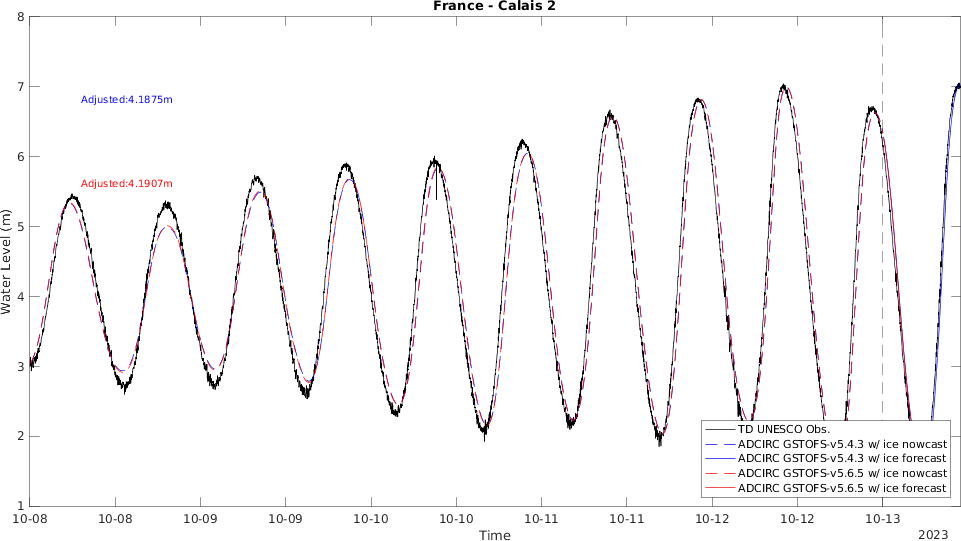 France - Calais 2
8
7
6
5
4
3
2
1
Water Level (m)
Adjusted:4.1875m
Adjusted:4.1907m
TD UNESCO Obs.
ADCIRC GSTOFS-v5.4.3 w/ ice nowcast
ADCIRC GSTOFS-v5.4.3 w/ ice forecast
ADCIRC GSTOFS-v5.6.5 w/ ice nowcast
ADCIRC GSTOFS-v5.6.5 w/ ice forecast
10-08 10-08 10-09 10-09 10-10 10-10 10-11 10-11 10-12 10-12 10-13
Time
2023